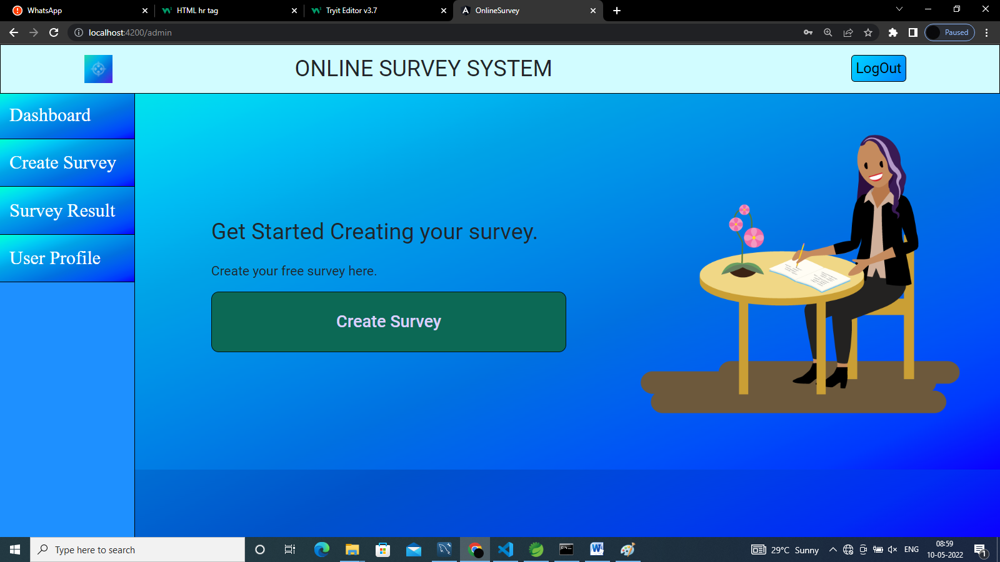 WhatsApp
HTML hr tag
Tryit Editor v3.7
OnlineSurvey
localhost:4200/admin
Paused
ONLINE SURVEY SYSTEM
LogOut
Dashboard
Create Survey
Survey Result
User Profile
Get Started Creating your survey.
Create your free survey here.
Create Survey
Type here to search
29°C Sunny
ENG
08:59
10-05-2022
1